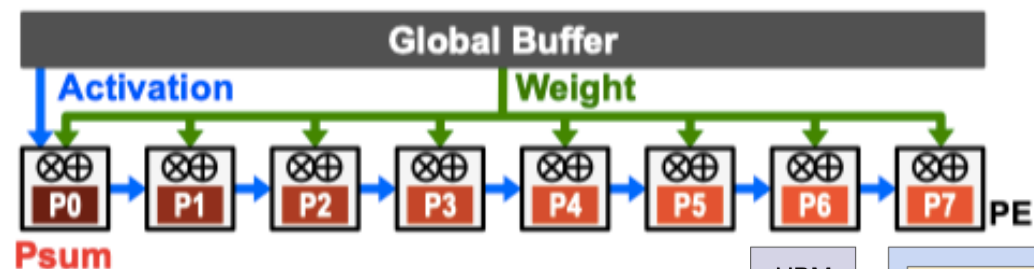 Global Buffer
Activation
Weight
P0 P1 P2 P3 P4 P5 P6 P7 PE
Psum